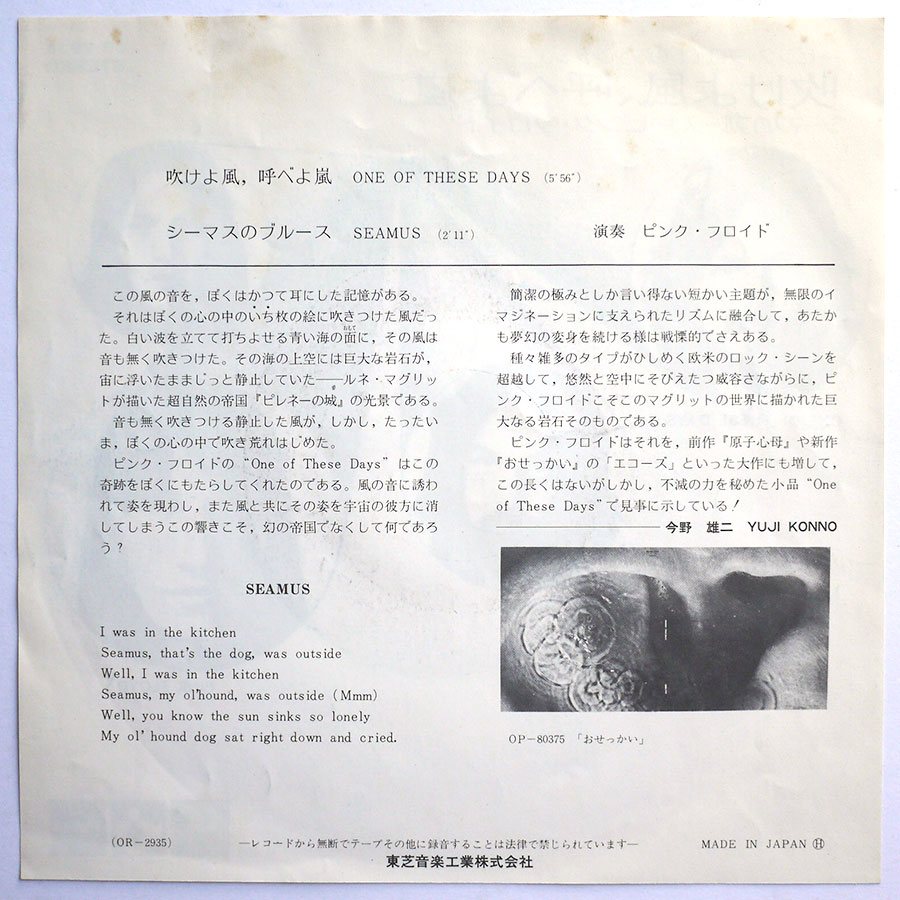 吹けよ風，呼べよ嵐 ONE OF THESE DAYS (5'56")
シーマスのブルース SEAMUS (2'11")
演奏 ピンク・フロイド
この風の音を，ぼくはかつて耳にした記憶がある。
それはぼくの心の中のいち枚の絵に吹きつけた風だっ
た。白い波を立てて打ちよせる青い海の面に，その風は
おもて
音も無く吹きつけた。その海の上空には巨大な岩石が，
宙に浮いたままじっと静止していた――ルネ・マグリッ
トが描いた超自然の帝国『ピレネーの城』の光景である。
音も無く吹きつける静止した風が，しかし，たったい
ま，ぼくの心の中で吹き荒れはじめた。
ピンク・フロイドの “One of These Days” はこの
奇跡をぼくにもたらしてくれたのである。風の音に誘わ
れて姿を現わし，また風と共にその姿を宇宙の彼方に消
してしまうこの響きこそ，幻の帝国でなくして何であろ
う？
SEAMUS
I was in the kitchen
Seamus, that's the dog, was outside
Well, I was in the kitchen
Seamus, my ol'hound, was outside (Mmm)
Well, you know the sun sinks so lonely
My ol' hound dog sat right down and cried.
簡潔の極みとしか言い得ない短かい主題が，無限のイ
マジネーションに支えられたリズムに融合して，あたか
も夢幻の変身を続ける様は戦慄的でさえある。
種々雑多のタイプがひしめく欧米のロック・シーンを
超越して，悠然と空中にそびえたつ威容さながらに，ピ
ンク・フロイドこそこのマグリットの世界に描かれた巨
大なる岩石そのものである。
ピンク・フロイドはそれを，前作『原子心母』や新作
『おせっかい』の「エコーズ」といった大作にも増して，
この長くはないがしかし，不滅の力を秘めた小品 “One
of These Days” で見事に示している！
今野 雄二 YUJI KONNO
OP-80375 「おせっかい」
(OR-2935)
―レコードから無断でテープその他に録音することは法律で禁じられています―
東芝音楽工業株式会社
MADE IN JAPAN Ⓗ